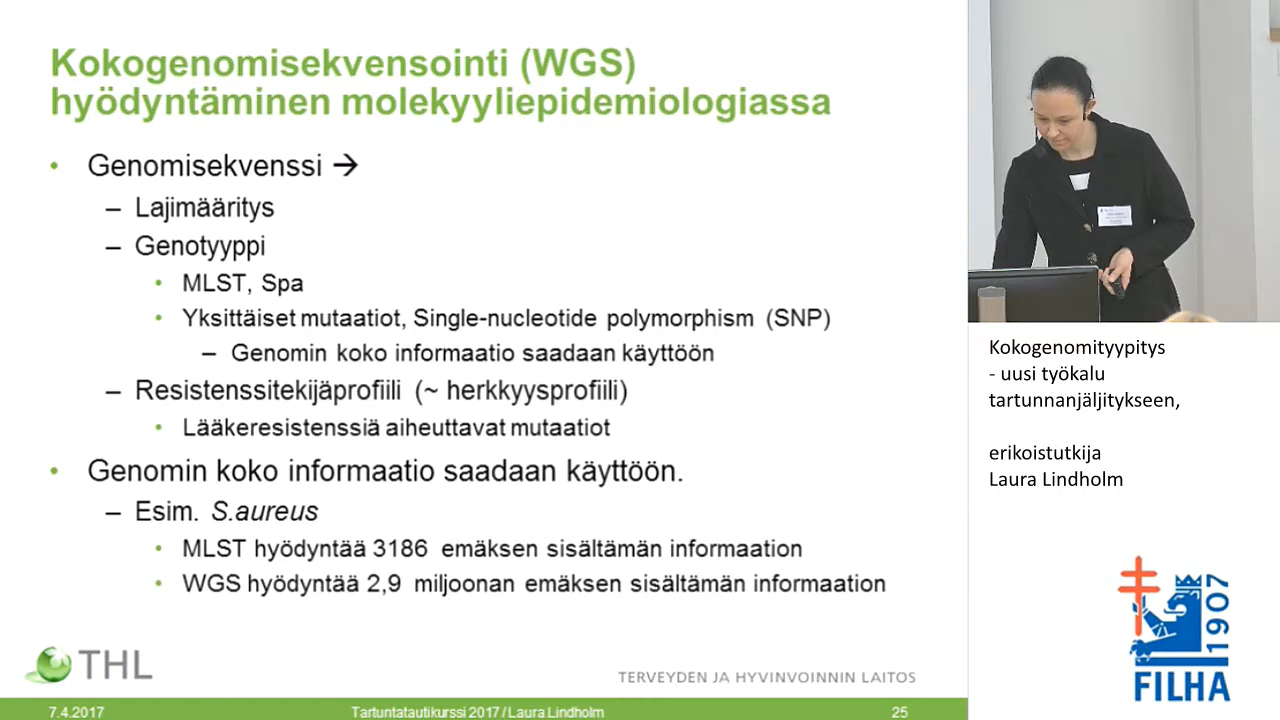 Kokogenomisekvensointi (WGS)
hyödyntäminen molekyyliepidemiologiassa
• Genomisekvenssi →
– Lajimääritys
– Genotyyppi
• MLST, Spa
• Yksittäiset mutaatiot, Single-nucleotide polymorphism (SNP)
– Genomin koko informaatio saadaan käyttöön
– Resistenssitekijäprofiili (~ herkkyysprofiili)
• Lääkeresistenssiä aiheuttavat mutaatiot
• Genomin koko informaatio saadaan käyttöön.
– Esim. S.aureus
• MLST hyödyntää 3186 emäksen sisältämän informaation
• WGS hyödyntää 2,9 miljoonan emäksen sisältämän informaation
THL
TERVEYDEN JA HYVINVOINNIN LAITOS
7.4.2017
Tartuntatautikurssi 2017 / Laura Lindholm
25
Kokogenomityypitys
- uusi työkalu
tartunnanjäljitykseen,
erikoistutkija
Laura Lindholm
1907
FILHA